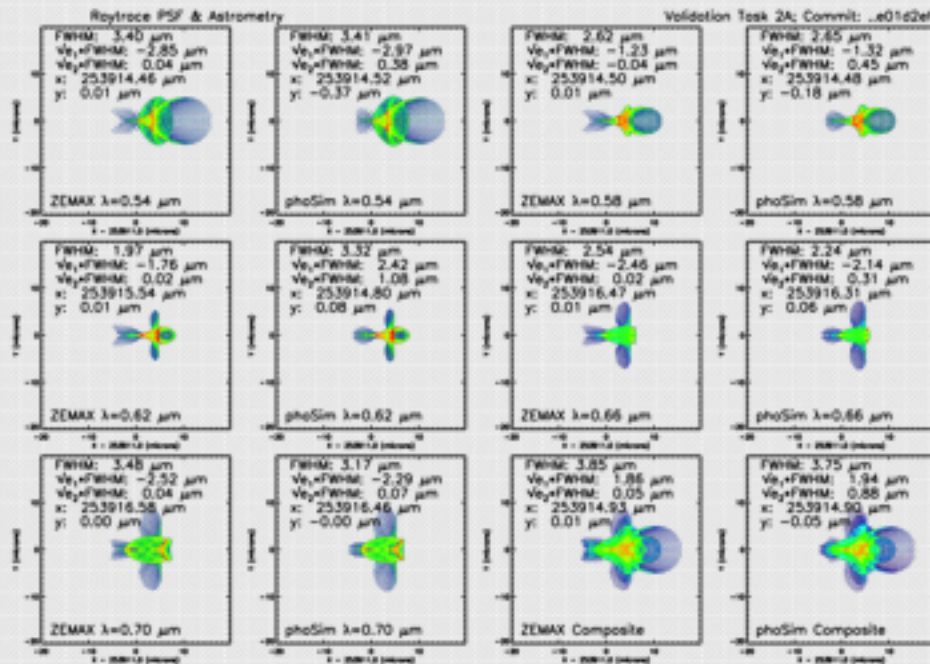 Raytrace PSF & Astrometry
Validation Task 2A; Commit:
FWHM: 3.40 μm
√e₁*FWHM: −2.85 μm
√e₂*FWHM: 0.04 μm
x: 253914.46 μm
y: 0.01 μm
ZEMAX λ=0.54 μm
FWHM: 3.41 μm
√e₁*FWHM: −2.97 μm
√e₂*FWHM: 0.38 μm
x: 253914.52 μm
y: −0.37 μm
phoSim λ=0.54 μm
FWHM: 2.62 μm
√e₁*FWHM: −1.23 μm
√e₂*FWHM: −0.04 μm
x: 253914.50 μm
y: 0.01 μm
ZEMAX λ=0.58 μm
FWHM: 2.65 μm
√e₁*FWHM: −1.32 μm
√e₂*FWHM: 0.45 μm
x: 253914.48 μm
y: −0.18 μm
phoSim λ=0.58 μm
FWHM: 1.97 μm
√e₁*FWHM: −1.76 μm
√e₂*FWHM: 0.02 μm
x: 253915.54 μm
y: 0.01 μm
ZEMAX λ=0.62 μm
FWHM: 3.32 μm
√e₁*FWHM: 2.42 μm
√e₂*FWHM: 1.08 μm
x: 253914.80 μm
y: 0.08 μm
phoSim λ=0.62 μm
FWHM: 2.54 μm
√e₁*FWHM: −2.46 μm
√e₂*FWHM: 0.02 μm
x: 253916.47 μm
y: 0.01 μm
ZEMAX λ=0.66 μm
FWHM: 2.24 μm
√e₁*FWHM: −2.14 μm
√e₂*FWHM: 0.31 μm
x: 253916.31 μm
y: 0.06 μm
phoSim λ=0.66 μm
FWHM: 3.48 μm
√e₁*FWHM: −2.52 μm
√e₂*FWHM: 0.04 μm
x: 253916.58 μm
y: 0.00 μm
ZEMAX λ=0.70 μm
FWHM: 3.17 μm
√e₁*FWHM: −2.29 μm
√e₂*FWHM: 0.07 μm
x: 253916.46 μm
y: −0.00 μm
phoSim λ=0.70 μm
FWHM: 3.85 μm
√e₁*FWHM: 1.86 μm
√e₂*FWHM: 0.05 μm
x: 253914.93 μm
y: 0.01 μm
ZEMAX Composite
FWHM: 3.75 μm
√e₁*FWHM: 1.94 μm
√e₂*FWHM: 0.88 μm
x: 253914.90 μm
y: −0.05 μm
phoSim Composite